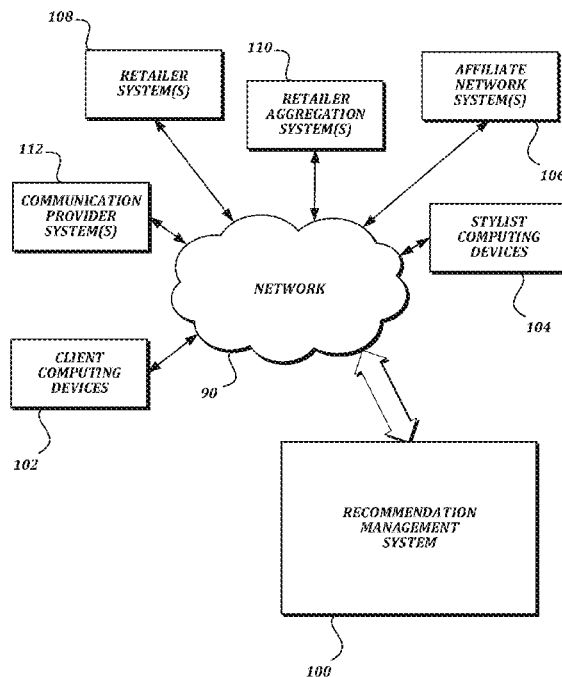 108
RETAILER
SYSTEM(S)
110
RETAILER
AGGREGATION
SYSTEM(S)
AFFILIATE
NETWORK
SYSTEM(S)
106
112
COMMUNICATION
PROVIDER
SYSTEM(S)
STYLIST
COMPUTING
DEVICES
104
NETWORK
90
CLIENT
COMPUTING
DEVICES
102
RECOMMENDATION
MANAGEMENT
SYSTEM
100